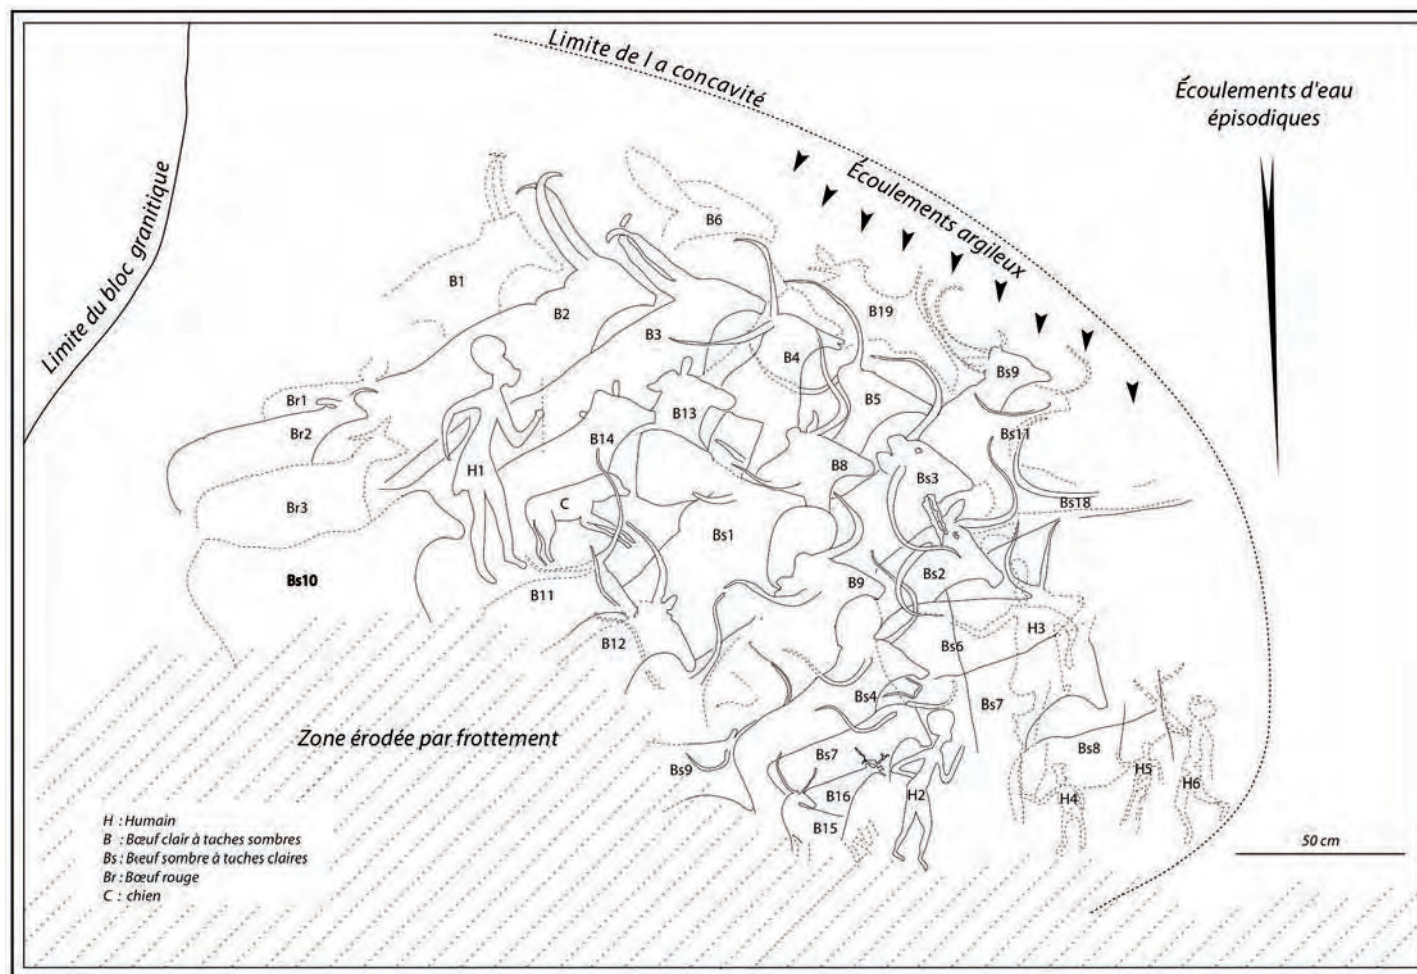 Limite de l a concavité
Écoulements d'eau
épisodiques
Limite du bloc granitique
Écoulements argileux
B6
B1
B2
B19
B3
B4
Bs9
Br1
B5
B13
Br2
Bs11
B14
H1
B8
Bs3
C
Br3
Bs18
Bs1
Bs10
Bs2
B9
B11
H3
B12
Bs6
Bs4
Bs7
Zone érodée par frottement
Bs7
Bs8
Bs9
H5
B16
H2
H6
H4
B15
H : Humain
B : Bœuf clair à taches sombres
Bs : Bœuf sombre à taches claires
Br : Bœuf rouge
C : chien
50 cm